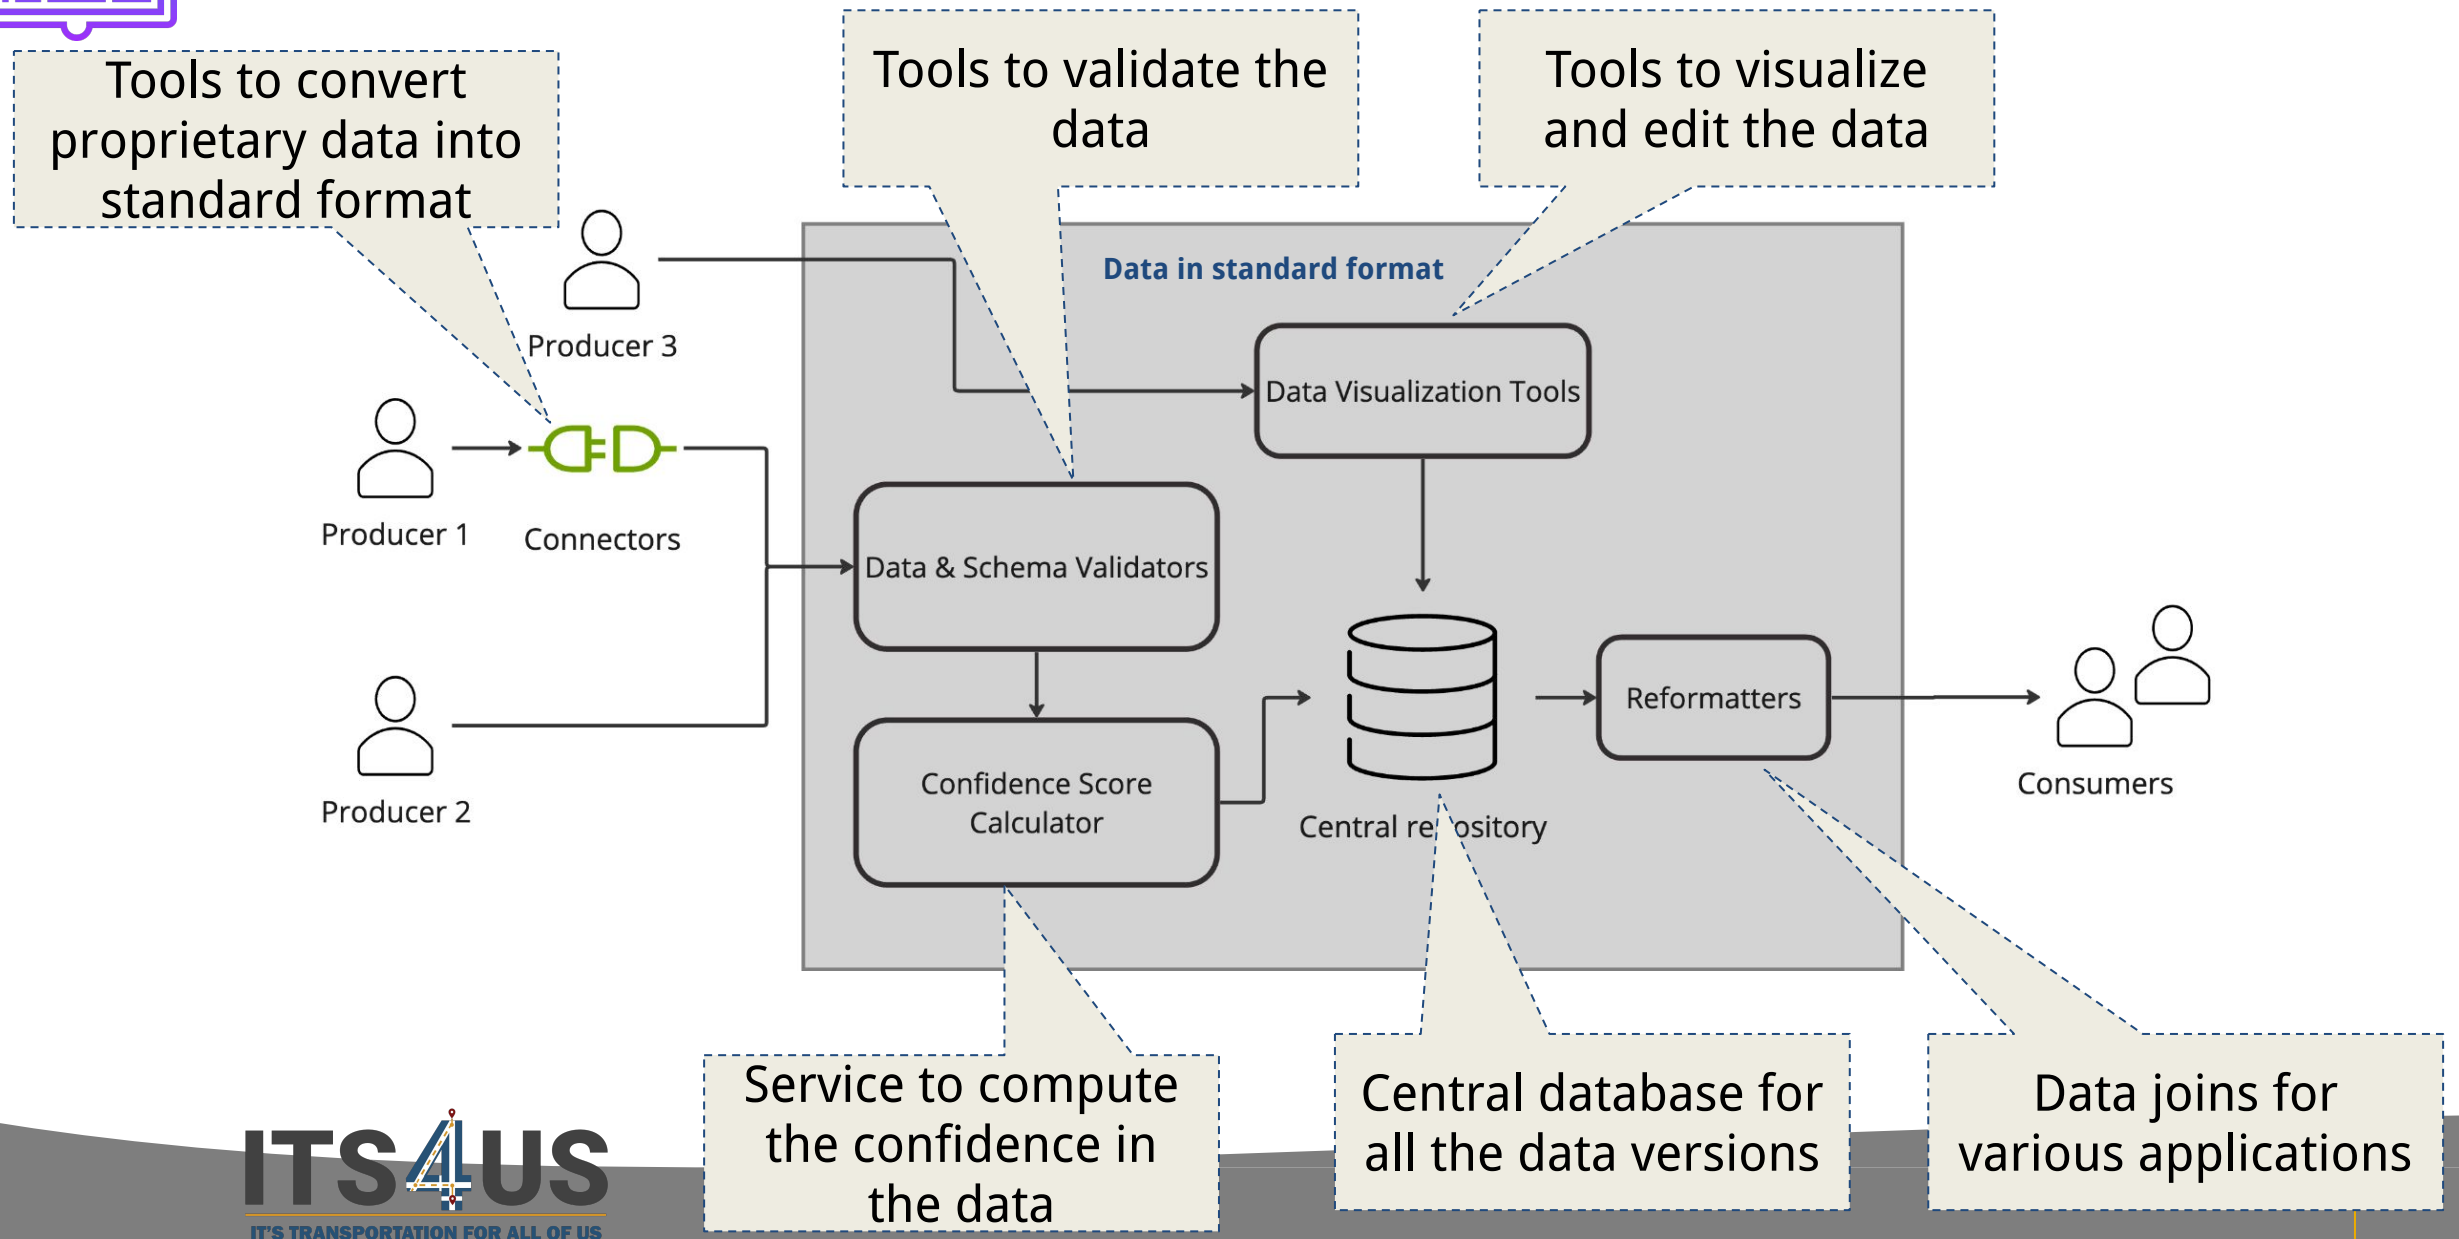 Tools to convert
proprietary data into
standard format
Tools to validate the
data
Tools to visualize
and edit the data
Data in standard format
Producer 3
Data Visualization Tools
Producer 1
Connectors
Data & Schema Validators
Reformatters
Confidence Score
Calculator
Producer 2
Central re ository
Consumers
Service to compute
the confidence in
the data
Central database for
all the data versions
Data joins for
various applications
ITS4US
IT'S TRANSPORTATION FOR ALL OF US